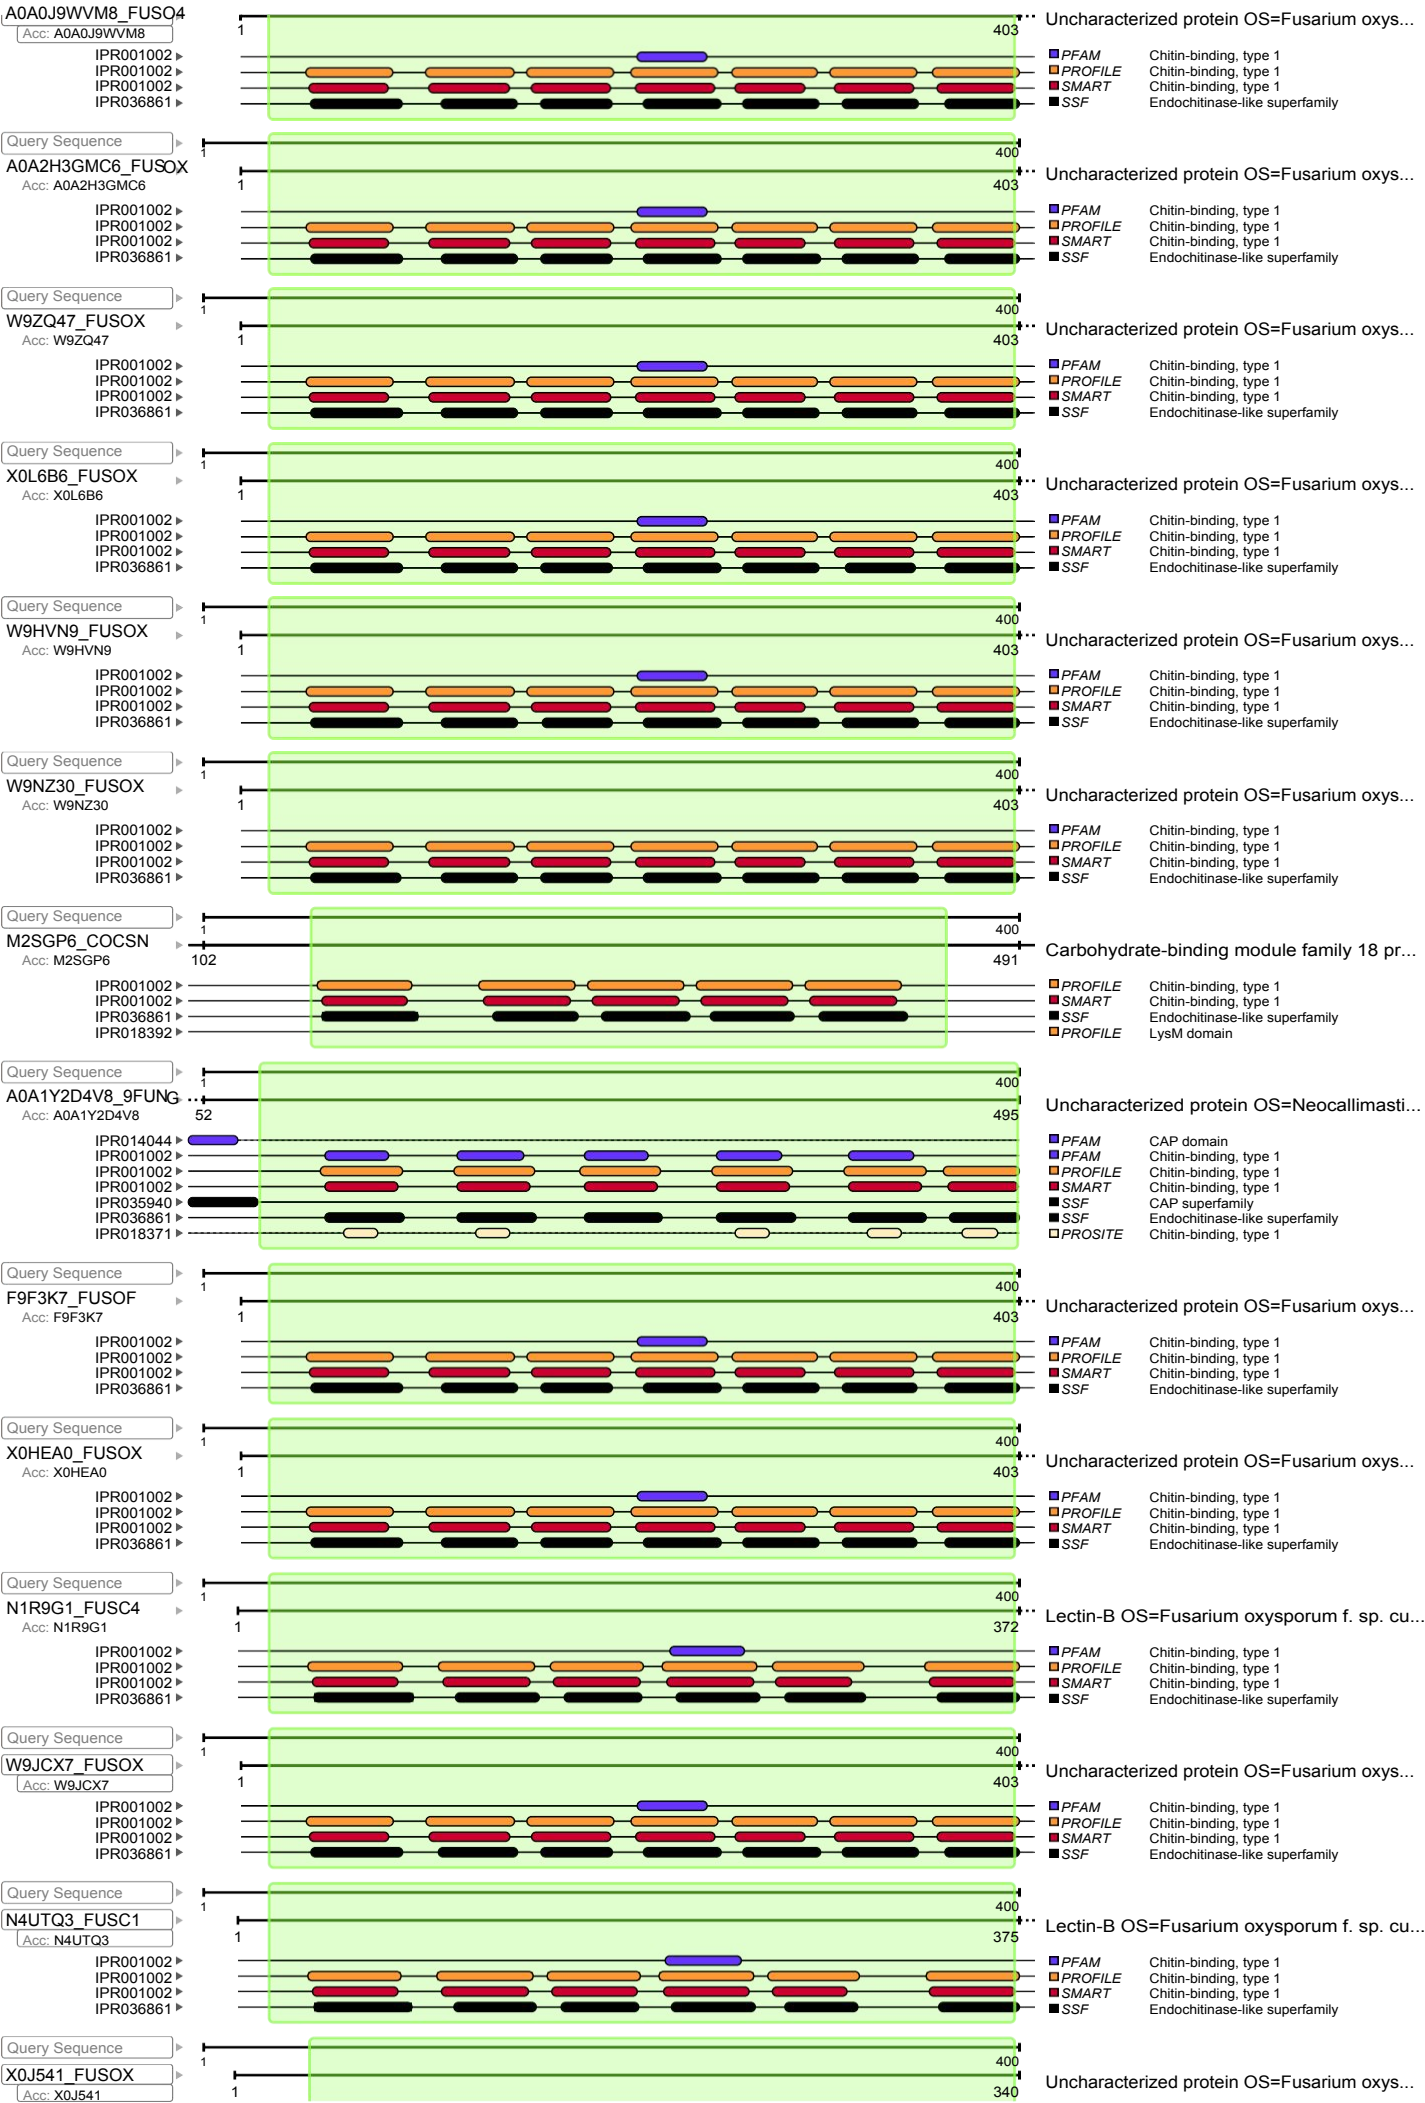 A0A0J9WVM8_FUSO4 1 403 Uncharacterized protein OS=Fusarium oxys...
Acc: A0A0J9WVM8
IPR001002 PFAM Chitin-binding, type 1
IPR001002 PROFILE Chitin-binding, type 1
IPR001002 SMART Chitin-binding, type 1
IPR036861 SSF Endochitinase-like superfamily
Query Sequence 1 400
A0A2H3GMC6_FUSOX 1 403 Uncharacterized protein OS=Fusarium oxys...
Acc: A0A2H3GMC6
IPR001002 PFAM Chitin-binding, type 1
IPR001002 PROFILE Chitin-binding, type 1
IPR001002 SMART Chitin-binding, type 1
IPR036861 SSF Endochitinase-like superfamily
Query Sequence 1 400
W9ZQ47_FUSOX 1 403 Uncharacterized protein OS=Fusarium oxys...
Acc: W9ZQ47
IPR001002 PFAM Chitin-binding, type 1
IPR001002 PROFILE Chitin-binding, type 1
IPR001002 SMART Chitin-binding, type 1
IPR036861 SSF Endochitinase-like superfamily
Query Sequence 1 400
X0L6B6_FUSOX 1 403 Uncharacterized protein OS=Fusarium oxys...
Acc: X0L6B6
IPR001002 PFAM Chitin-binding, type 1
IPR001002 PROFILE Chitin-binding, type 1
IPR001002 SMART Chitin-binding, type 1
IPR036861 SSF Endochitinase-like superfamily
Query Sequence 1 400
W9HVN9_FUSOX 1 403 Uncharacterized protein OS=Fusarium oxys...
Acc: W9HVN9
IPR001002 PFAM Chitin-binding, type 1
IPR001002 PROFILE Chitin-binding, type 1
IPR001002 SMART Chitin-binding, type 1
IPR036861 SSF Endochitinase-like superfamily
Query Sequence 1 400
W9NZ30_FUSOX 1 403 Uncharacterized protein OS=Fusarium oxys...
Acc: W9NZ30
IPR001002 PFAM Chitin-binding, type 1
IPR001002 PROFILE Chitin-binding, type 1
IPR001002 SMART Chitin-binding, type 1
IPR036861 SSF Endochitinase-like superfamily
Query Sequence 1 400
M2SGP6_COCSN 102 491 Carbohydrate-binding module family 18 pr...
Acc: M2SGP6
IPR001002 PROFILE Chitin-binding, type 1
IPR001002 SMART Chitin-binding, type 1
IPR036861 SSF Endochitinase-like superfamily
IPR018392 PROFILE LysM domain
Query Sequence 1 400
A0A1Y2D4V8_9FUNG 52 495 Uncharacterized protein OS=Neocallimasti...
Acc: A0A1Y2D4V8
IPR014044 PFAM CAP domain
IPR001002 PFAM Chitin-binding, type 1
IPR001002 PROFILE Chitin-binding, type 1
IPR001002 SMART Chitin-binding, type 1
IPR035940 SSF CAP superfamily
IPR036861 SSF Endochitinase-like superfamily
IPR018371 PROSITE Chitin-binding, type 1
Query Sequence 1 400
F9F3K7_FUSOF 1 403 Uncharacterized protein OS=Fusarium oxys...
Acc: F9F3K7
IPR001002 PFAM Chitin-binding, type 1
IPR001002 PROFILE Chitin-binding, type 1
IPR001002 SMART Chitin-binding, type 1
IPR036861 SSF Endochitinase-like superfamily
Query Sequence 1 400
X0HEA0_FUSOX 1 403 Uncharacterized protein OS=Fusarium oxys...
Acc: X0HEA0
IPR001002 PFAM Chitin-binding, type 1
IPR001002 PROFILE Chitin-binding, type 1
IPR001002 SMART Chitin-binding, type 1
IPR036861 SSF Endochitinase-like superfamily
Query Sequence 1 400
N1R9G1_FUSC4 1 372 Lectin-B OS=Fusarium oxysporum f. sp. cu...
Acc: N1R9G1
IPR001002 PFAM Chitin-binding, type 1
IPR001002 PROFILE Chitin-binding, type 1
IPR001002 SMART Chitin-binding, type 1
IPR036861 SSF Endochitinase-like superfamily
Query Sequence 1 400
W9JCX7_FUSOX 1 403 Uncharacterized protein OS=Fusarium oxys...
Acc: W9JCX7
IPR001002 PFAM Chitin-binding, type 1
IPR001002 PROFILE Chitin-binding, type 1
IPR001002 SMART Chitin-binding, type 1
IPR036861 SSF Endochitinase-like superfamily
Query Sequence 1 400
N4UTQ3_FUSC1 1 375 Lectin-B OS=Fusarium oxysporum f. sp. cu...
Acc: N4UTQ3
IPR001002 PFAM Chitin-binding, type 1
IPR001002 PROFILE Chitin-binding, type 1
IPR001002 SMART Chitin-binding, type 1
IPR036861 SSF Endochitinase-like superfamily
Query Sequence 1 400
X0J541_FUSOX 1 340 Uncharacterized protein OS=Fusarium oxys...
Acc: X0J541